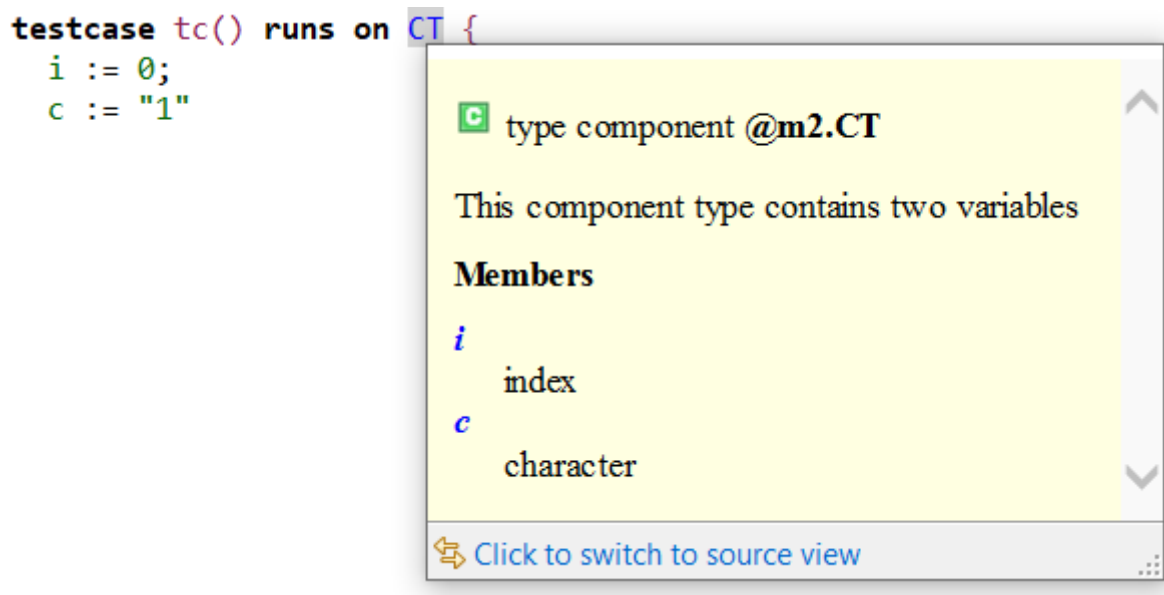 testcase tc() runs on CT {
i := 0;
c := "1"
C type component @m2.CT
This component type contains two variables
Members
i
index
c
character
Click to switch to source view